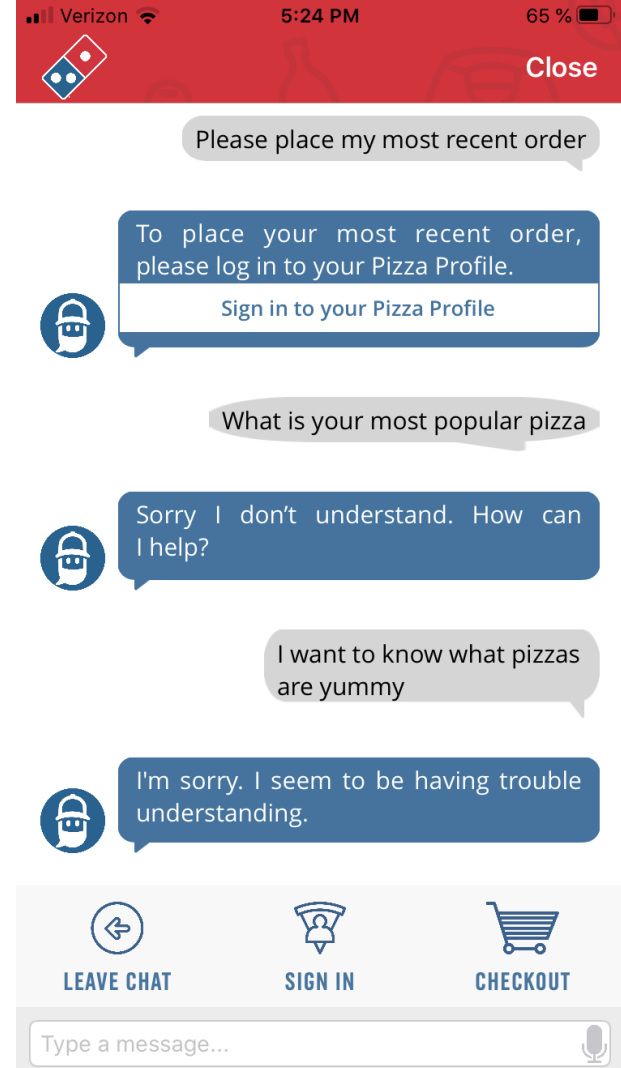 Verizon 5:24 PM 65 %
Close
Please place my most recent order
To place your most recent order,
please log in to your Pizza Profile.
Sign in to your Pizza Profile
What is your most popular pizza
Sorry I don’t understand. How can
I help?
I want to know what pizzas
are yummy
I'm sorry. I seem to be having trouble
understanding.
LEAVE CHAT SIGN IN CHECKOUT
Type a message...